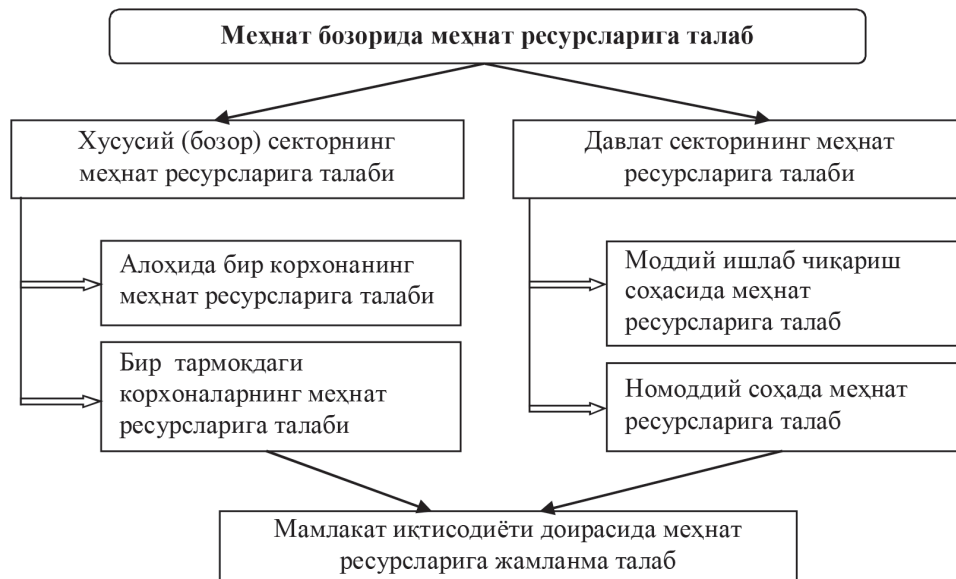 Меҳнат бозорида меҳнат ресурсларига талаб
Хусусий (бозор) секторнинг
меҳнат ресурсларига талаби
Алоҳида бир корхонанинг
меҳнат ресурсларига талаби
Бир тармоқдаги
корхоналарнинг меҳнат
ресурсларига талаби
Давлат секторининг меҳнат
ресурсларига талаби
Моддий ишлаб чиқариш
соҳасида меҳнат
ресурсларига талаб
Номоддий соҳада меҳнат
ресурсларига талаб
Мамлакат иқтисодиёти доирасида меҳнат
ресурсларига жамланма талаб